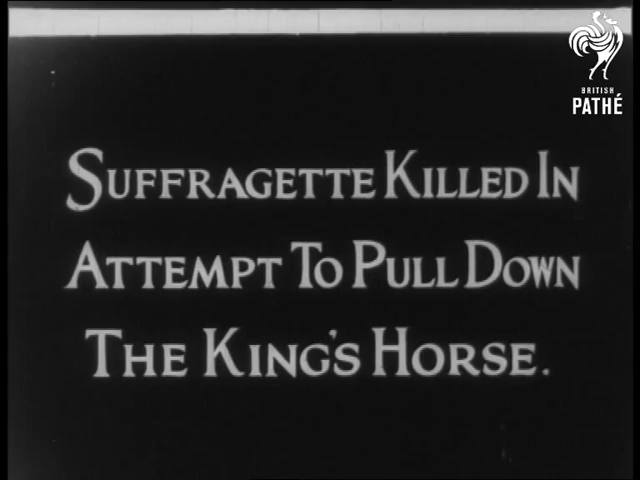 BRITISH
PATHÉ
SUFFRAGETTE KILLED IN
ATTEMPT TO PULL DOWN
THE KING'S HORSE.